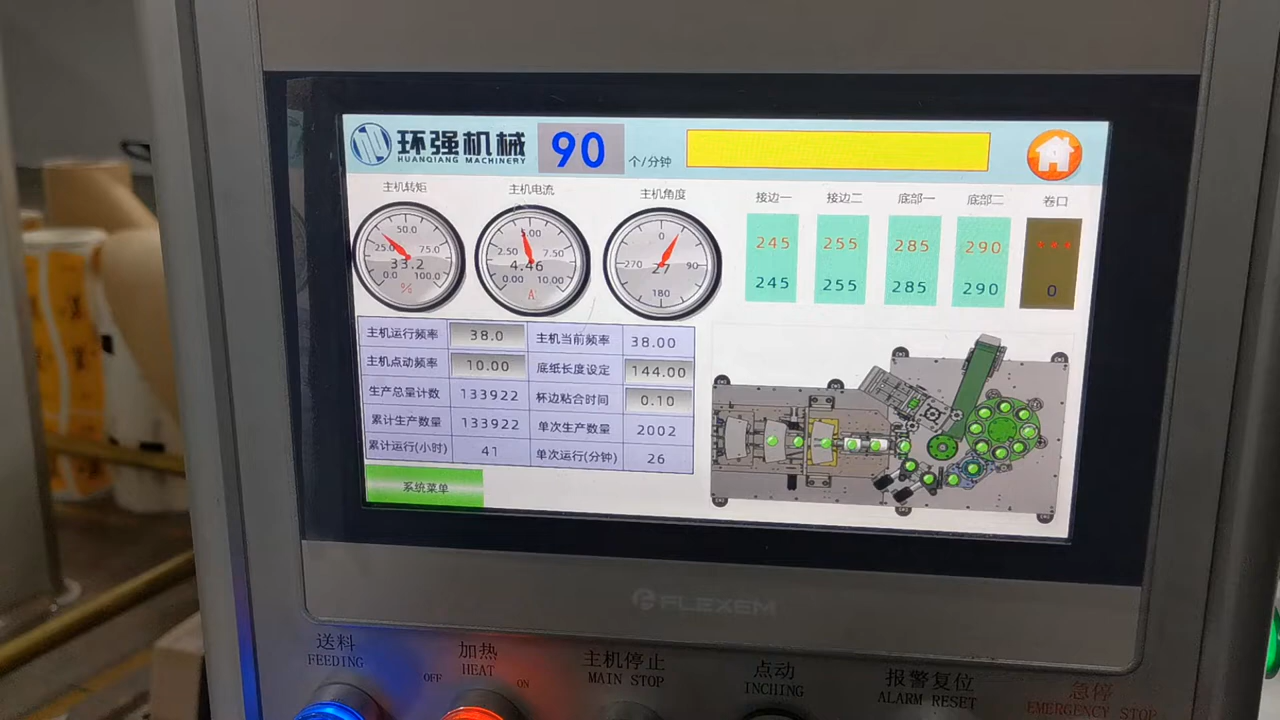 环强机械
HUANQIANG MACHINERY
90
个/分钟
主机转矩
主机电流
主机角度
接边一
接边二
底部一
底部二
卷口
50.0
25.0
75.0
33.2
0.0
100.0
%
5.00
2.50
7.50
4.46
0.00
10.00
A
0
270
90
27
180
245
255
285
290
***
245
255
285
290
0
主机运行频率 38.0 主机当前频率 38.00
主机点动频率 10.00 底纸长度设定 144.00
生产总量计数 133922 杯边粘合时间 0.10
累计生产数量 133922 单次生产数量 2002
累计运行(小时) 41 单次运行(分钟) 26
系统菜单
FLEXEM
送料
FEEDING
加热
HEAT
OFF
ON
主机停止
MAIN STOP
点动
INCHING
报警复位
ALARM RESET
急停
EMERGENCY STOP